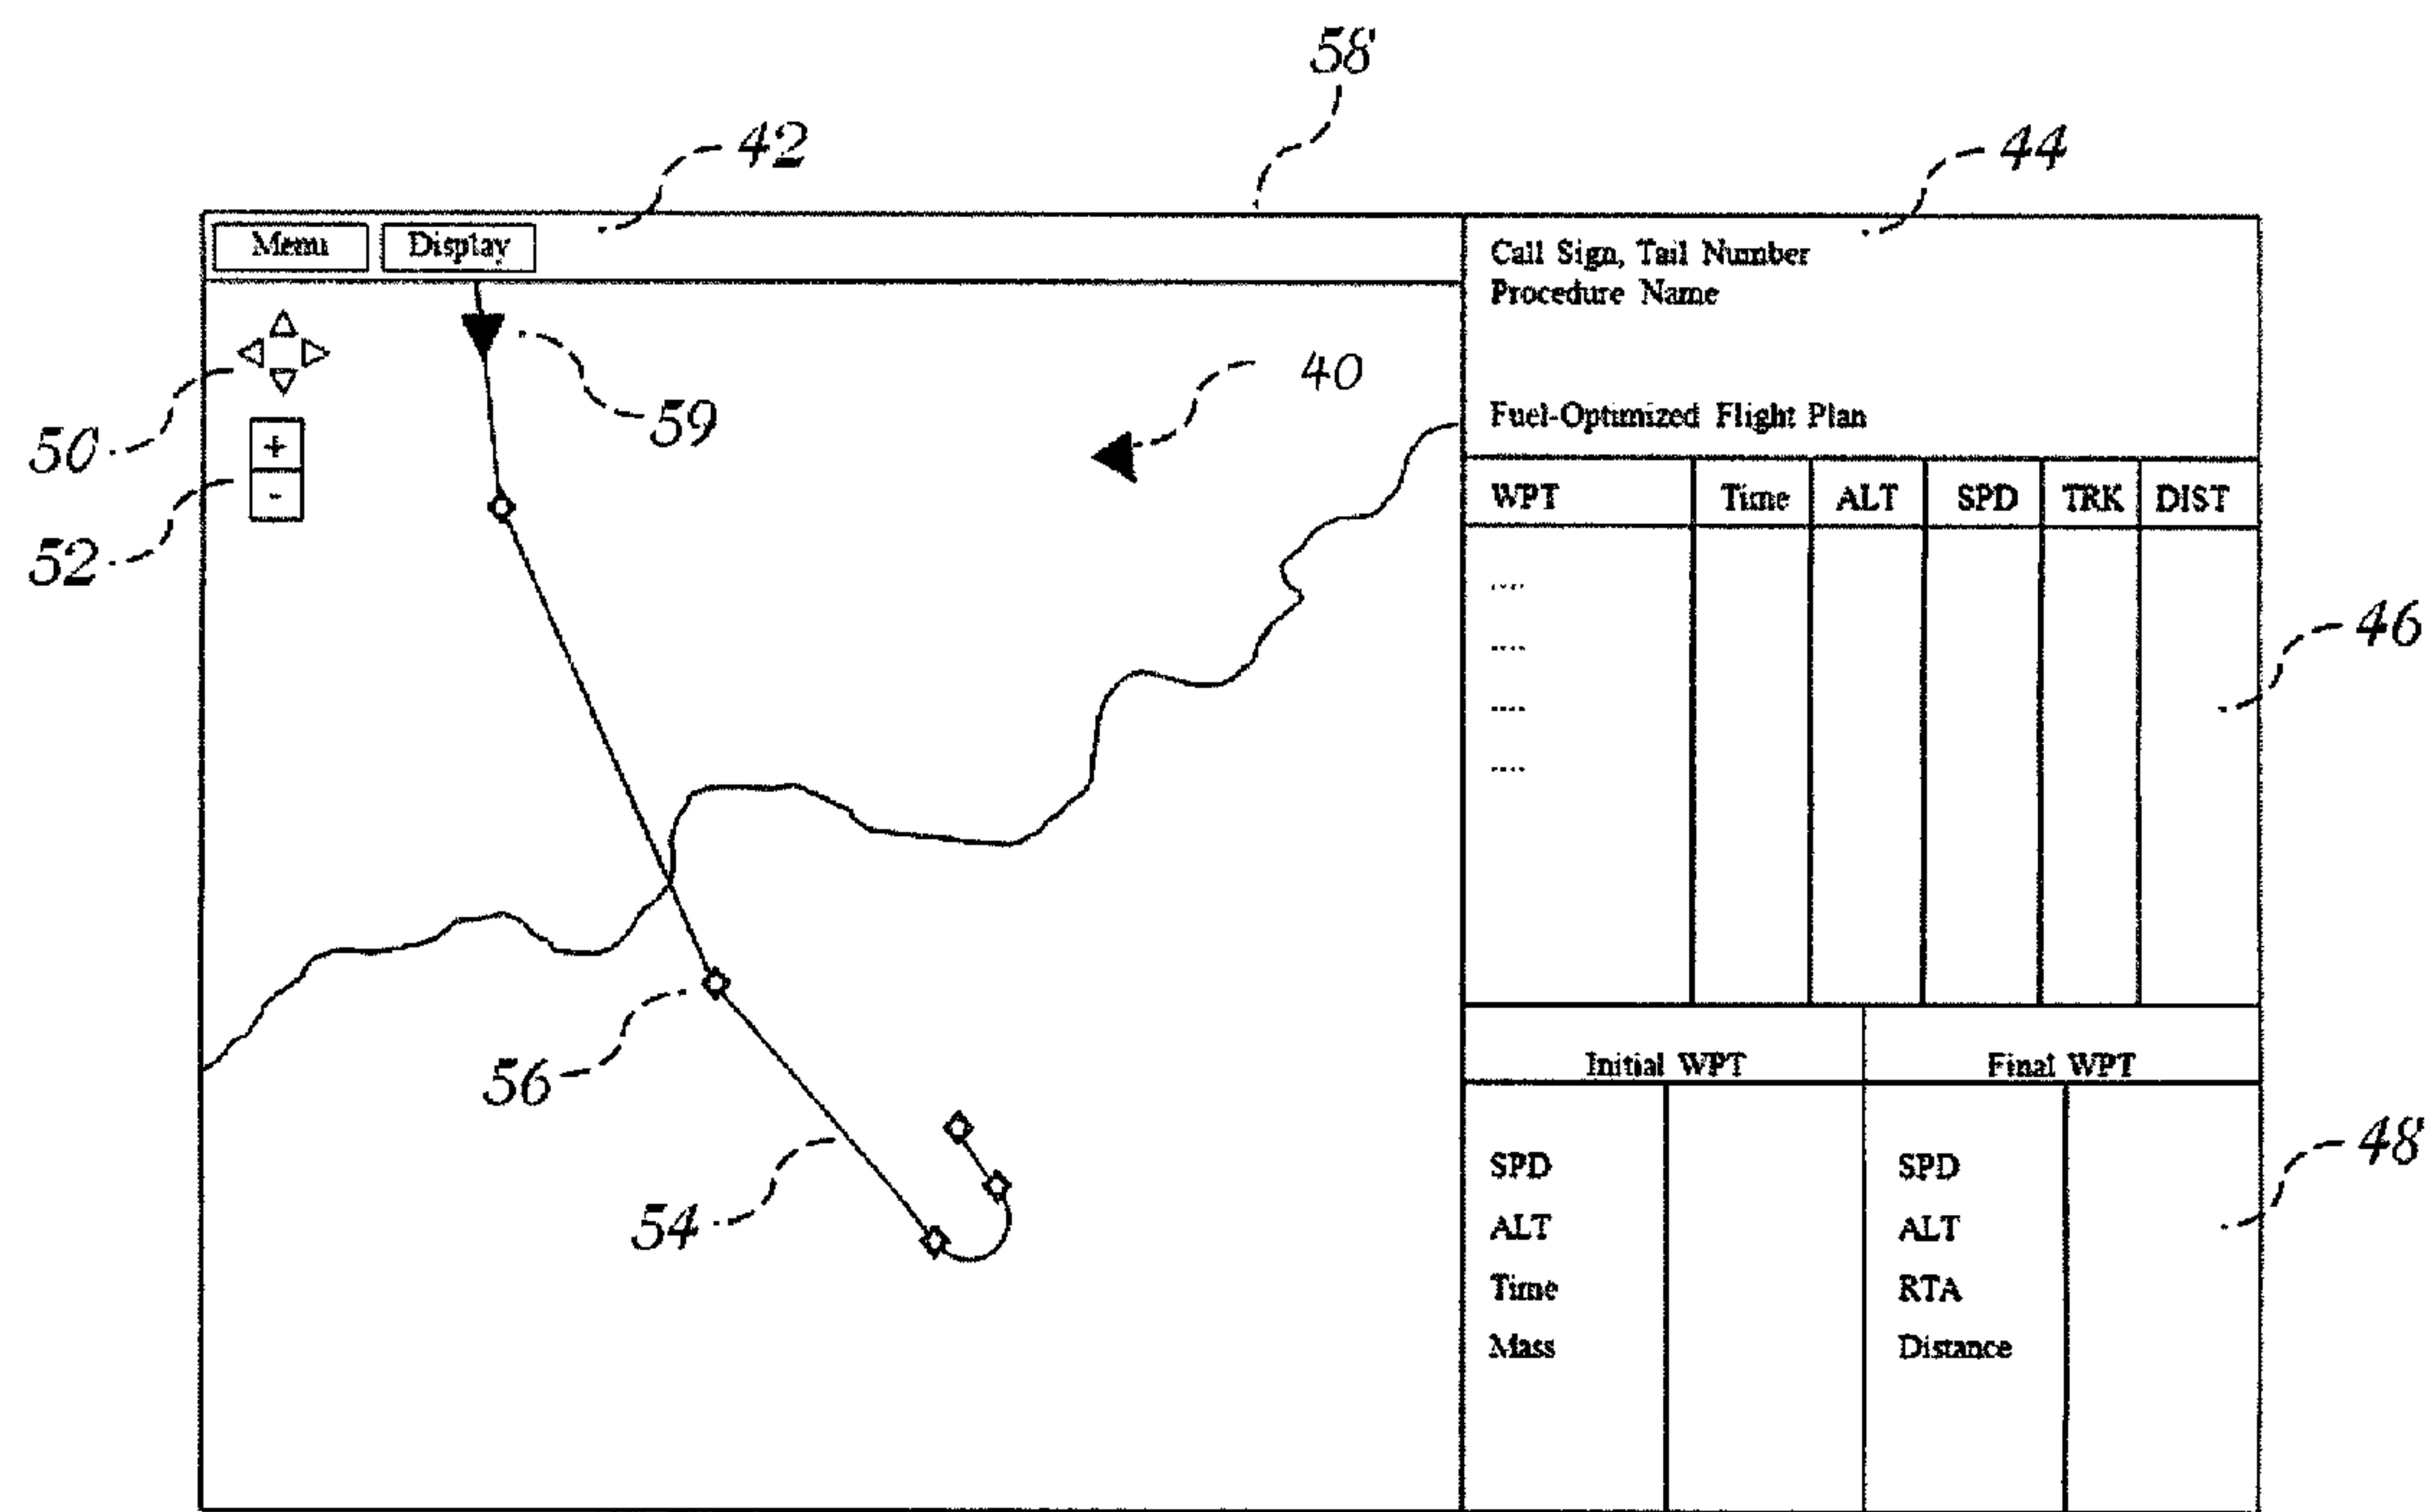 58
42
44
Menu Display
Call Sign, Tail Number
Procedure Name
40
59
50
Fuel-Optimized Flight Plan
+
-
52
WPT Time ALT SPD TRK DIST
....
....
....
....
46
56
54
Initial WPT Final WPT
48
SPD SPD
ALT ALT
Time RTA
Mass Distance